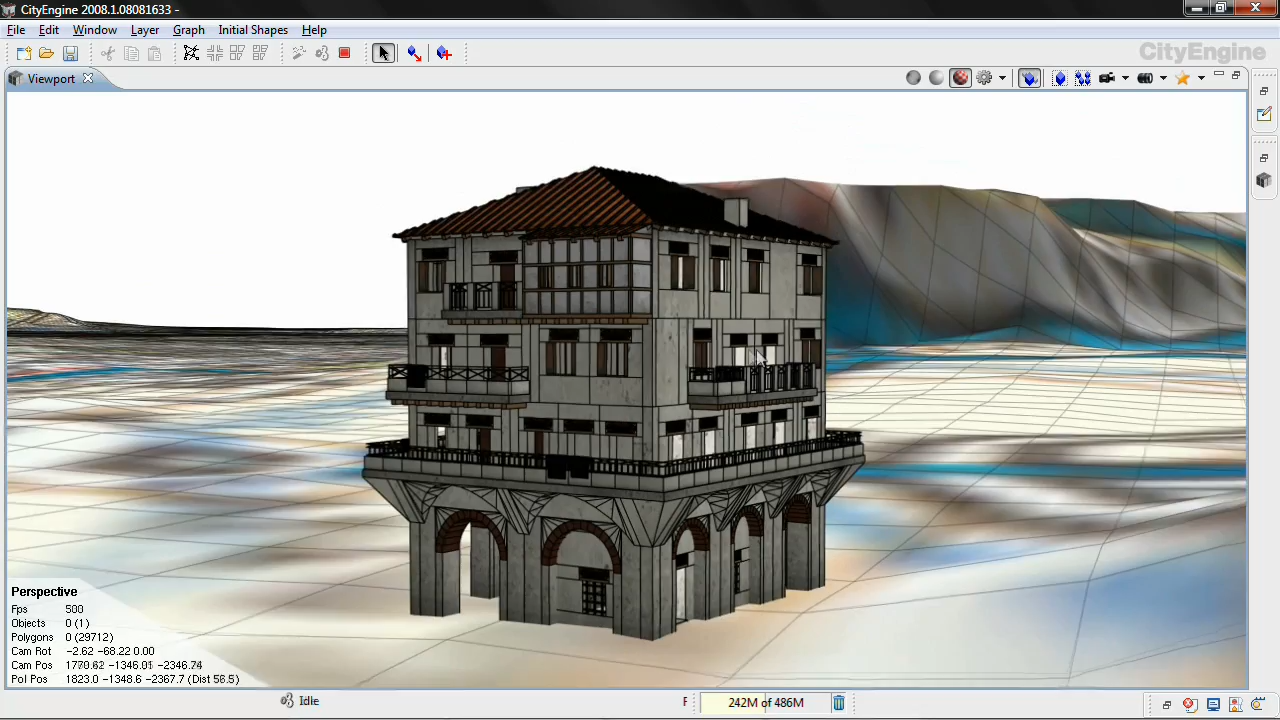 CityEngine 2008.1.08081633 -
File Edit Window Layer Graph Initial Shapes Help
CityEngine
Viewport
Perspective
Fps 500
Objects 0 (1)
Polygons 0 (29712)
Cam Rot -2.62 -68.22 0.00
Cam Pos 1770.62 -1346.01 -2346.74
PoI Pos 1823.0 -1348.6 -2367.7 (Dist 58.5)
Idle
F 242M of 486M